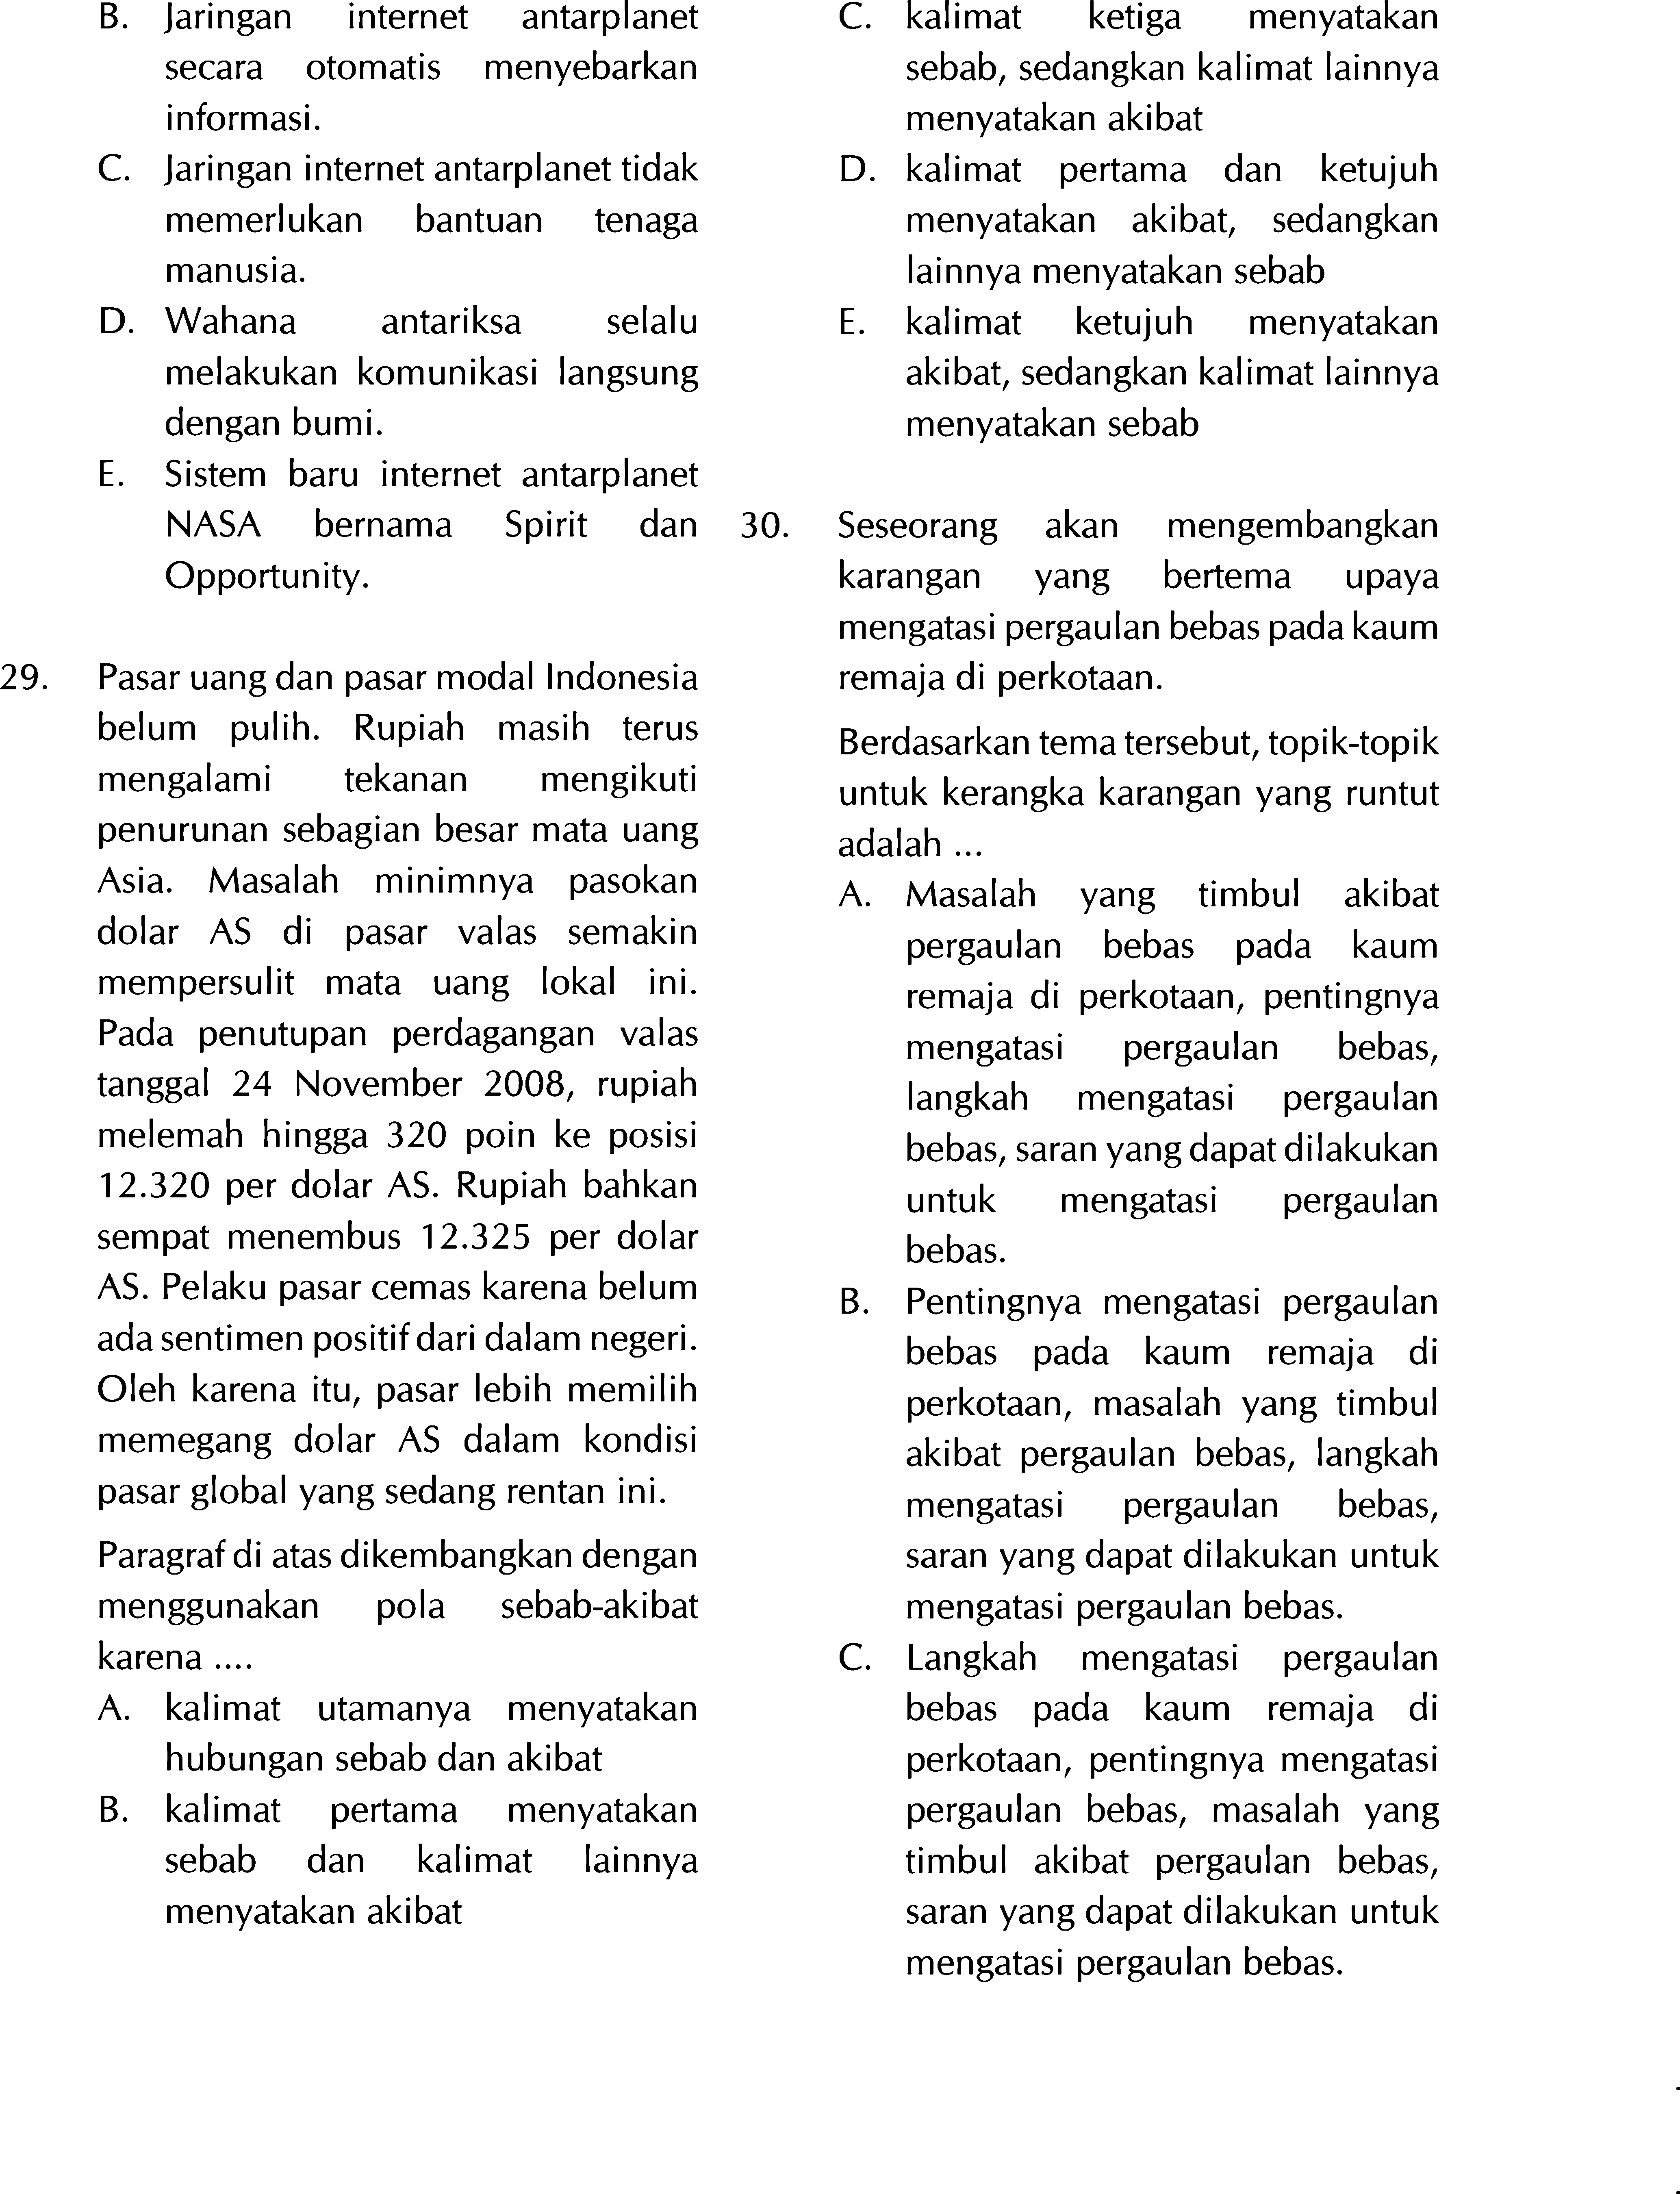 B. Jaringan internet antarplanet
secara otomatis menyebarkan
informasi.
C. Jaringan internet antarplanet tidak
memerlukan bantuan tenaga
manusia.
D. Wahana antariksa selalu
melakukan komunikasi langsung
dengan bumi.
E. Sistem baru internet antarplanet
NASA bernama Spirit dan
Opportunity.
29. Pasar uang dan pasar modal Indonesia
belum pulih. Rupiah masih terus
mengalami tekanan mengikuti
penurunan sebagian besar mata uang
Asia. Masalah minimnya pasokan
dolar AS di pasar valas semakin
mempersulit mata uang lokal ini.
Pada penutupan perdagangan valas
tanggal 24 November 2008, rupiah
melemah hingga 320 poin ke posisi
12.320 per dolar AS. Rupiah bahkan
sempat menembus 12.325 per dolar
AS. Pelaku pasar cemas karena belum
ada sentimen positif dari dalam negeri.
Oleh karena itu, pasar lebih memilih
memegang dolar AS dalam kondisi
pasar global yang sedang rentan ini.
Paragraf di atas dikembangkan dengan
menggunakan pola sebab-akibat
karena ....
A. kalimat utamanya menyatakan
hubungan sebab dan akibat
B. kalimat pertama menyatakan
sebab dan kalimat lainnya
menyatakan akibat
C. kalimat ketiga menyatakan
sebab, sedangkan kalimat lainnya
menyatakan akibat
D. kalimat pertama dan ketujuh
menyatakan akibat, sedangkan
lainnya menyatakan sebab
E. kalimat ketujuh menyatakan
akibat, sedangkan kalimat lainnya
menyatakan sebab
30. Seseorang akan mengembangkan
karangan yang bertema upaya
mengatasi pergaulan bebas pada kaum
remaja di perkotaan.
Berdasarkan tema tersebut, topik-topik
untuk kerangka karangan yang runtut
adalah ...
A. Masalah yang timbul akibat
pergaulan bebas pada kaum
remaja di perkotaan, pentingnya
mengatasi pergaulan bebas,
langkah mengatasi pergaulan
bebas, saran yang dapat dilakukan
untuk mengatasi pergaulan
bebas.
B. Pentingnya mengatasi pergaulan
bebas pada kaum remaja di
perkotaan, masalah yang timbul
akibat pergaulan bebas, langkah
mengatasi pergaulan bebas,
saran yang dapat dilakukan untuk
mengatasi pergaulan bebas.
C. Langkah mengatasi pergaulan
bebas pada kaum remaja di
perkotaan, pentingnya mengatasi
pergaulan bebas, masalah yang
timbul akibat pergaulan bebas,
saran yang dapat dilakukan untuk
mengatasi pergaulan bebas.